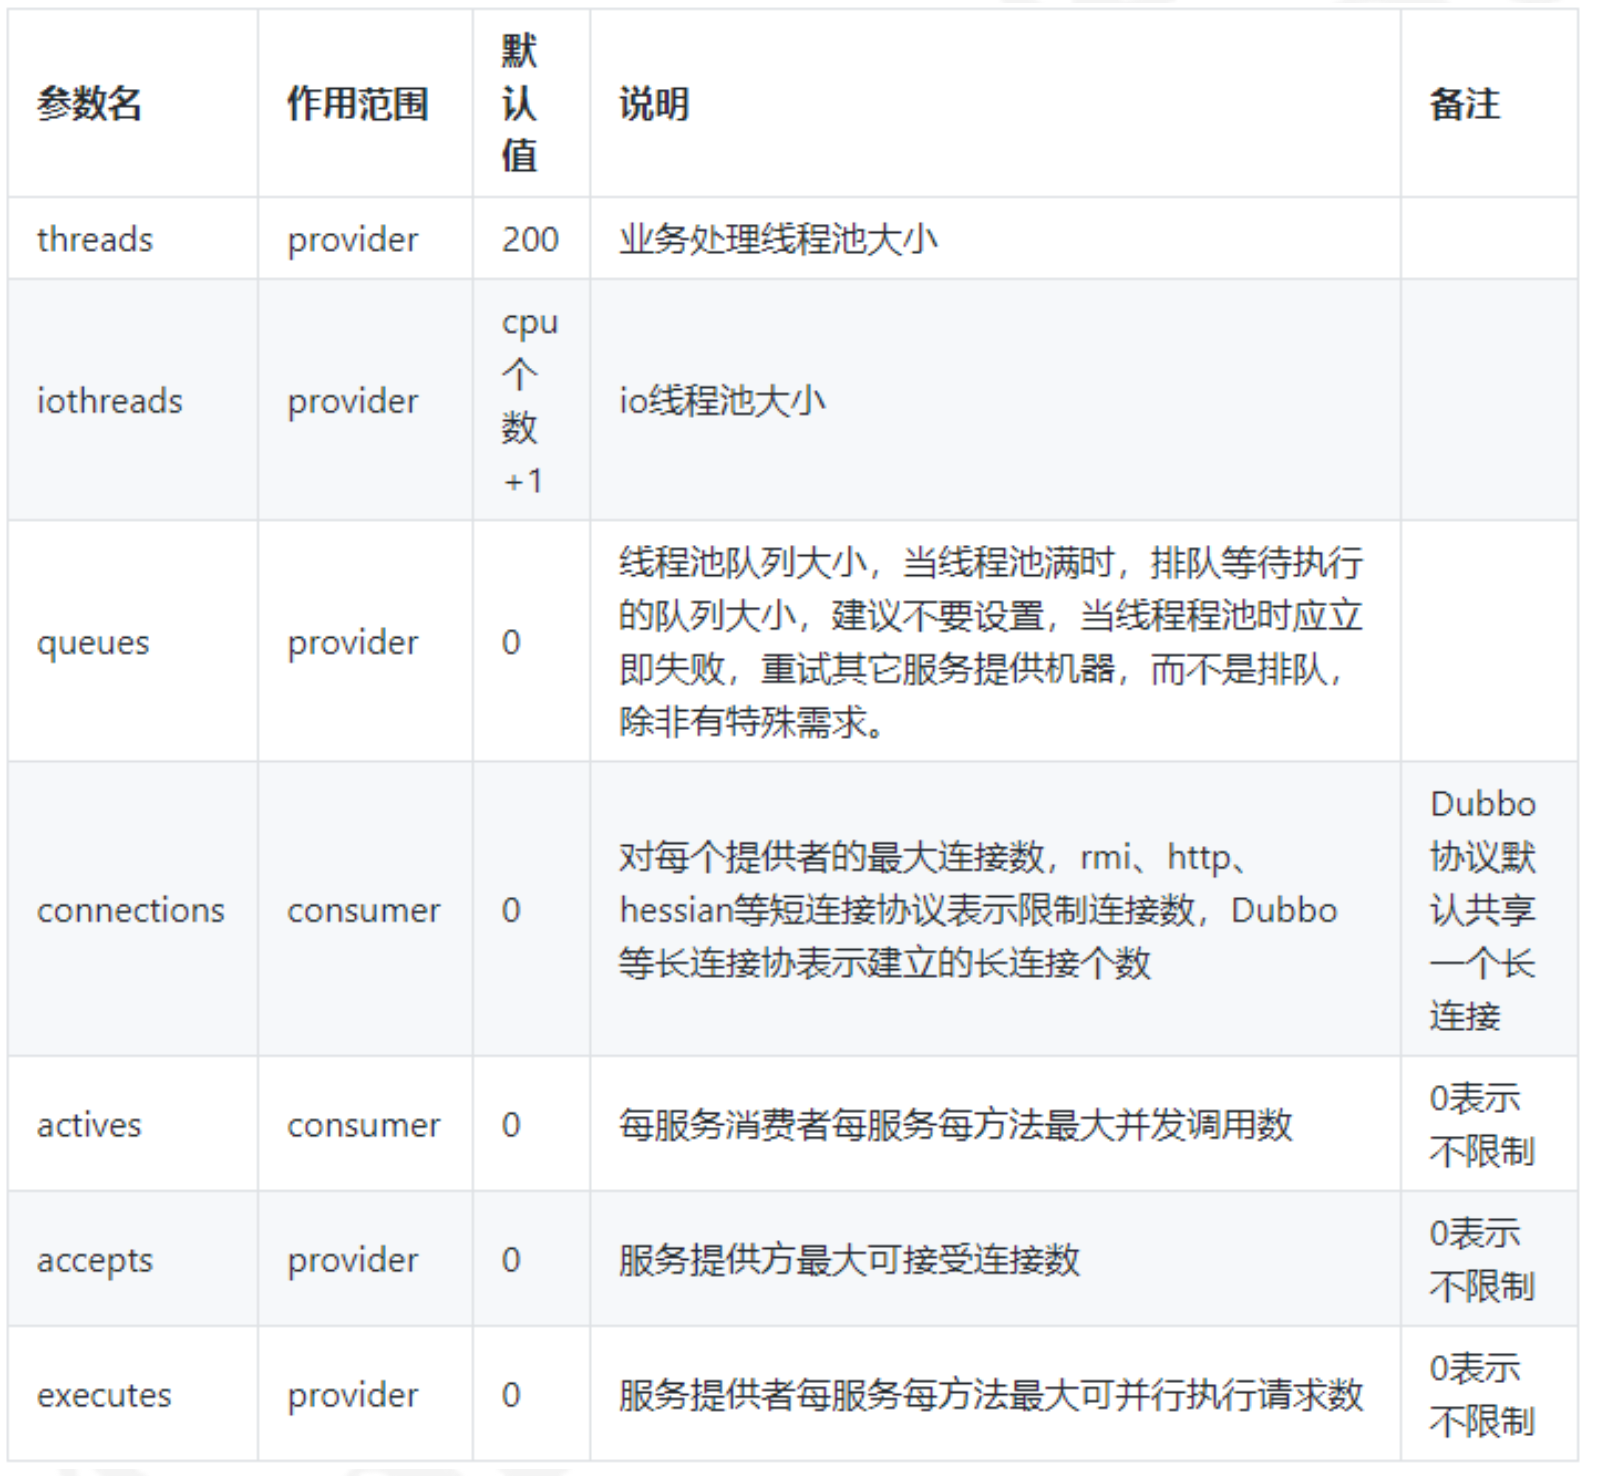 参数名 作用范围 默认值 说明 备注
threads provider 200 业务处理线程池大小
iothreads provider cpu
个
数
+1 io线程池大小
queues provider 0 线程池队列大小，当线程池满时，排队等待执行
的队列大小，建议不要设置，当线程程池时应立
即失败，重试其它服务提供机器，而不是排队，
除非有特殊需求。
connections consumer 0 对每个提供者的最大连接数，rmi、http、
hessian等短连接协议表示限制连接数，Dubbo
等长连接协表示建立的长连接个数
Dubbo
协议默
认共享
一个长
连接
actives consumer 0 每服务消费者每服务每方法最大并发调用数 0表示
不限制
accepts provider 0 服务提供方最大可接受连接数 0表示
不限制
executes provider 0 服务提供者每服务每方法最大可并行执行请求数 0表示
不限制